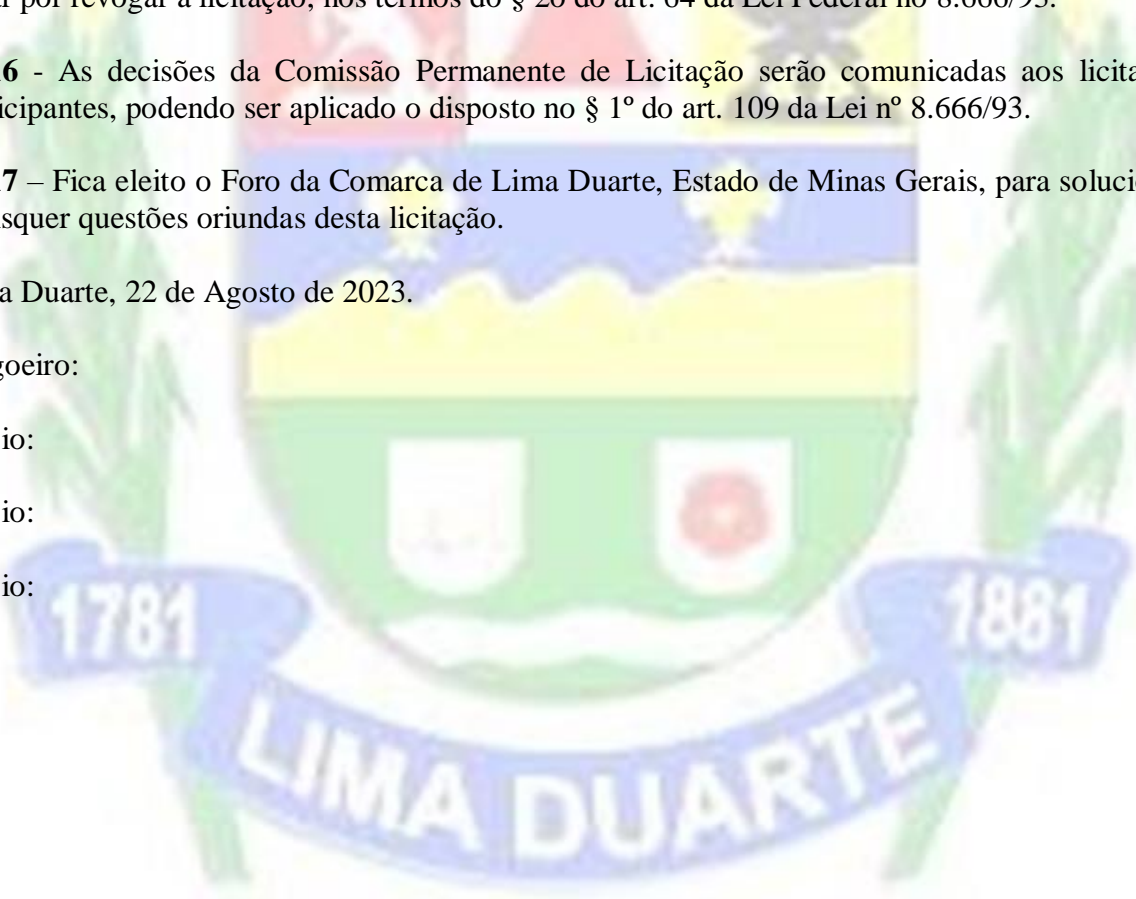 ar por revogar a licitação, nos termos do § 2o do art. 64 da Lei Federal no 8.666/93.
.6 - As decisões da Comissão Permanente de Licitação serão comunicadas aos licita
icipantes, podendo ser aplicado o disposto no § 1º do art. 109 da Lei nº 8.666/93.
.7 – Fica eleito o Foro da Comarca de Lima Duarte, Estado de Minas Gerais, para soluci
squer questões oriundas desta licitação.
a Duarte, 22 de Agosto de 2023.
goeiro:
io:
io:
io:
1781
1881
LIMA DUARTE